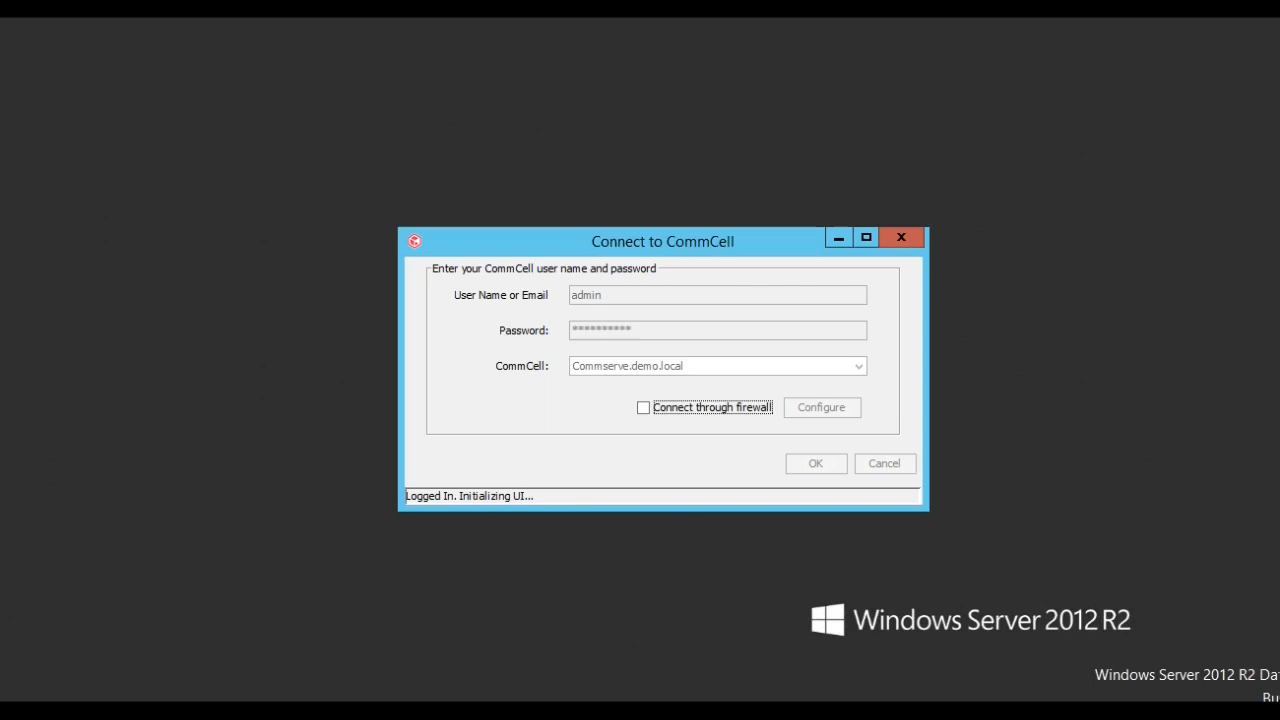 Connect to CommCell
Enter your CommCell user name and password
User Name or Email admin
Password: **********
CommCell: Commserve.demo.local
Connect through firewall Configure
OK Cancel
Logged In. Initializing UI...
Windows Server 2012 R2
Windows Server 2012 R2 Da
Bu